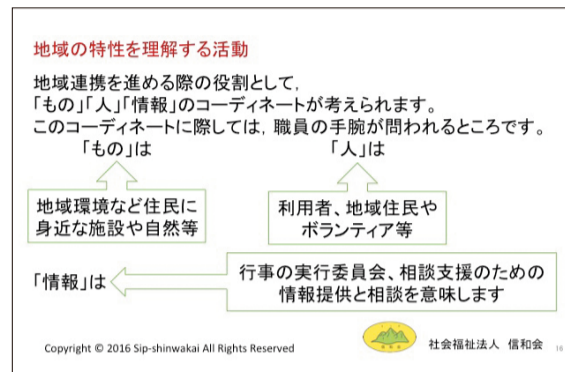 地域の特性を理解する活動
地域連携を進める際の役割として,
「もの」「人」「情報」のコーディネートが考えられます。
このコーディネートに際しては, 職員の手腕が問われるところです。
「もの」は
「人」は
地域環境など住民に
身近な施設や自然等
利用者、地域住民や
ボランティア等
「情報」は
行事の実行委員会、相談支援のための
情報提供と相談を意味します
Copyright © 2016 Sip-shinwakai All Rights Reserved
社会福祉法人 信和会
16